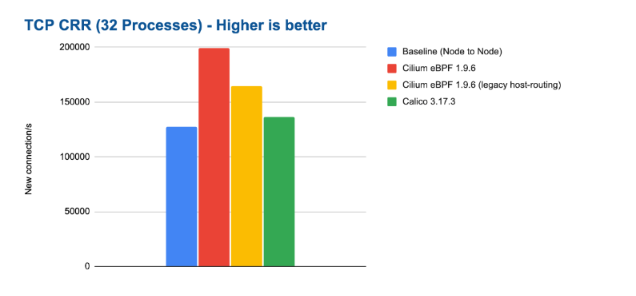 TCP CRR (32 Processes) - Higher is better
200000
150000
100000
50000
0
New connection/s
Baseline (Node to Node)
Cilium eBPF 1.9.6
Cilium eBPF 1.9.6 (legacy host-routing)
Calico 3.17.3